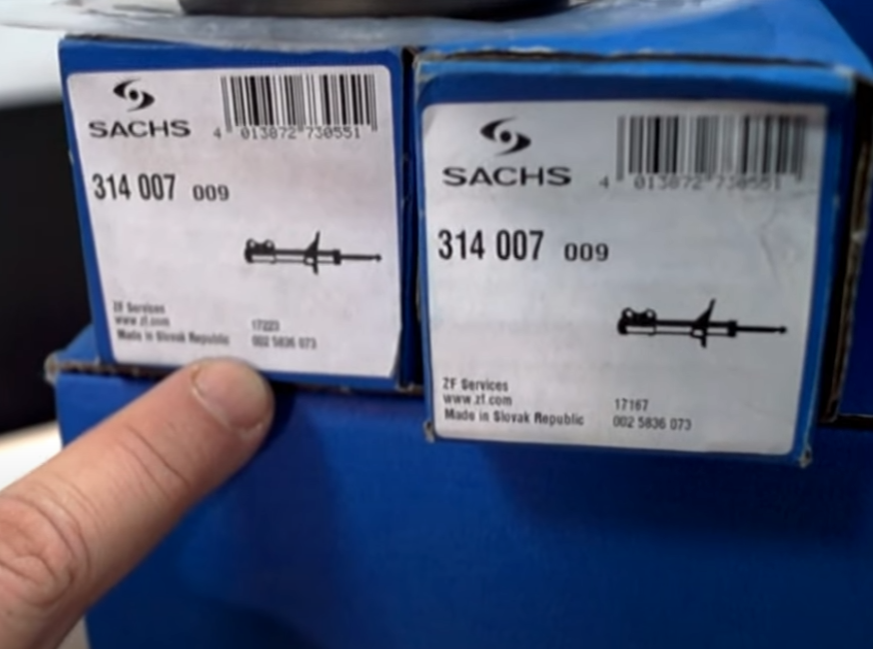 SACHS
4 013872 730551
314 007 009
ZF Services
www.zf.com
Made in Slovak Republic
17223
002 5836 073
SACHS
4 013872 730551
314 007 009
ZF Services
www.zf.com
Made in Slovak Republic
17167
002 5836 073